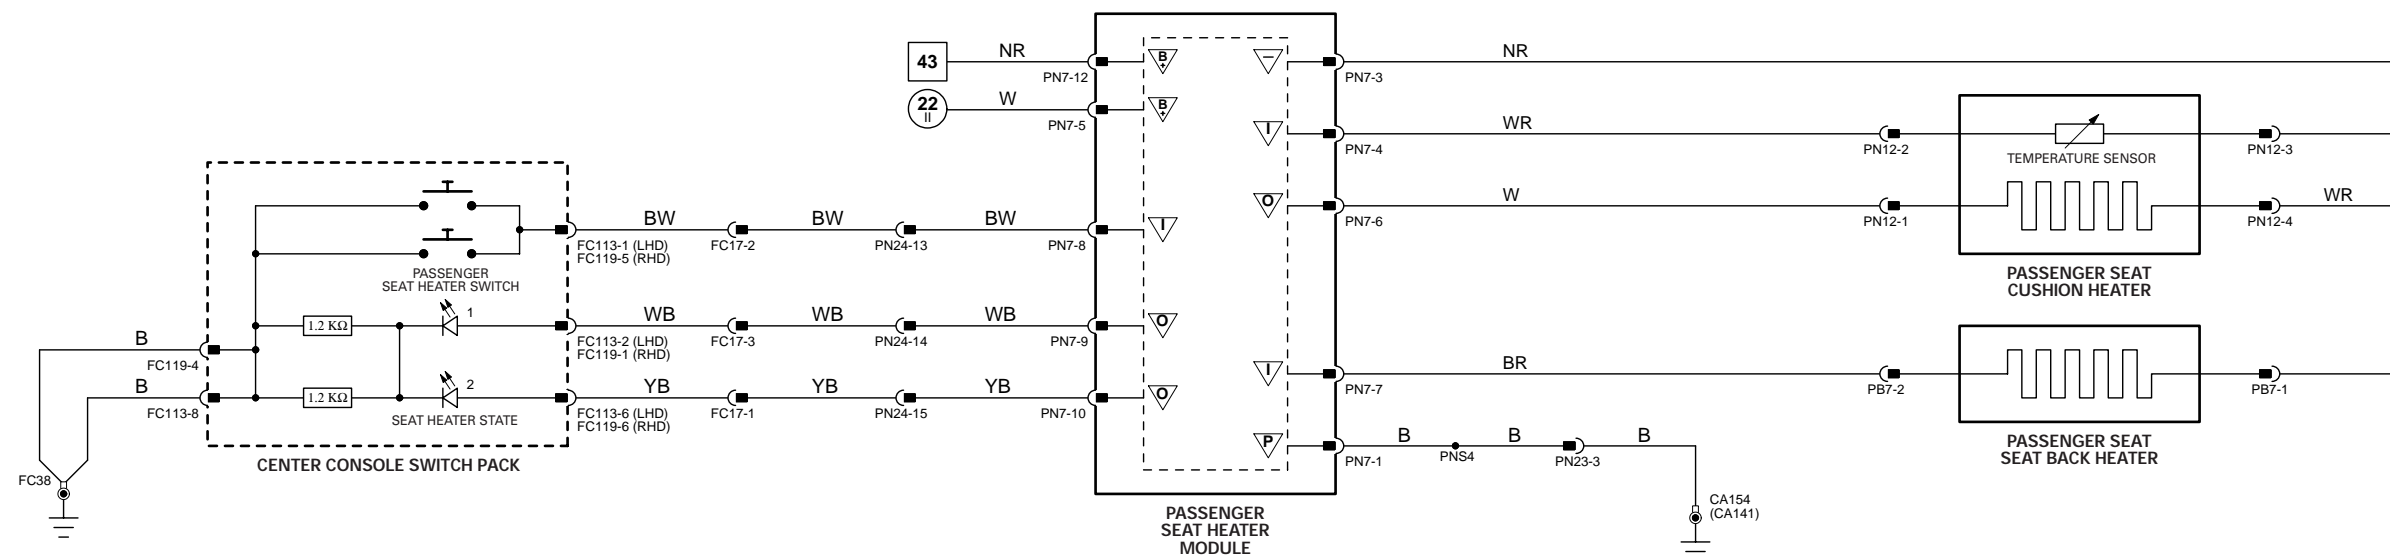 43
NR
PN7-12
B
+
–
PN7-3
NR
22
II
W
PN7-5
B
+
I
PN7-4
WR
PN12-2
TEMPERATURE SENSOR
PN12-3
O
PN7-6
W
PN12-1
PN12-4
WR
PASSENGER SEAT
CUSHION HEATER
PASSENGER
SEAT HEATER SWITCH
FC113-1 (LHD)
FC119-5 (RHD)
BW
FC17-2
BW
PN24-13
BW
PN7-8
I
1.2 KΩ
1
FC113-2 (LHD)
FC119-1 (RHD)
WB
FC17-3
WB
PN24-14
WB
PN7-9
O
B
FC119-4
B
FC113-8
1.2 KΩ
2
SEAT HEATER STATE
FC113-6 (LHD)
FC119-6 (RHD)
YB
FC17-1
YB
PN24-15
YB
PN7-10
O
I
PN7-7
BR
PB7-2
PB7-1
PASSENGER SEAT
SEAT BACK HEATER
P
PN7-1
B
PNS4
B
PN23-3
B
CA154
(CA141)
CENTER CONSOLE SWITCH PACK
FC38
PASSENGER
SEAT HEATER
MODULE